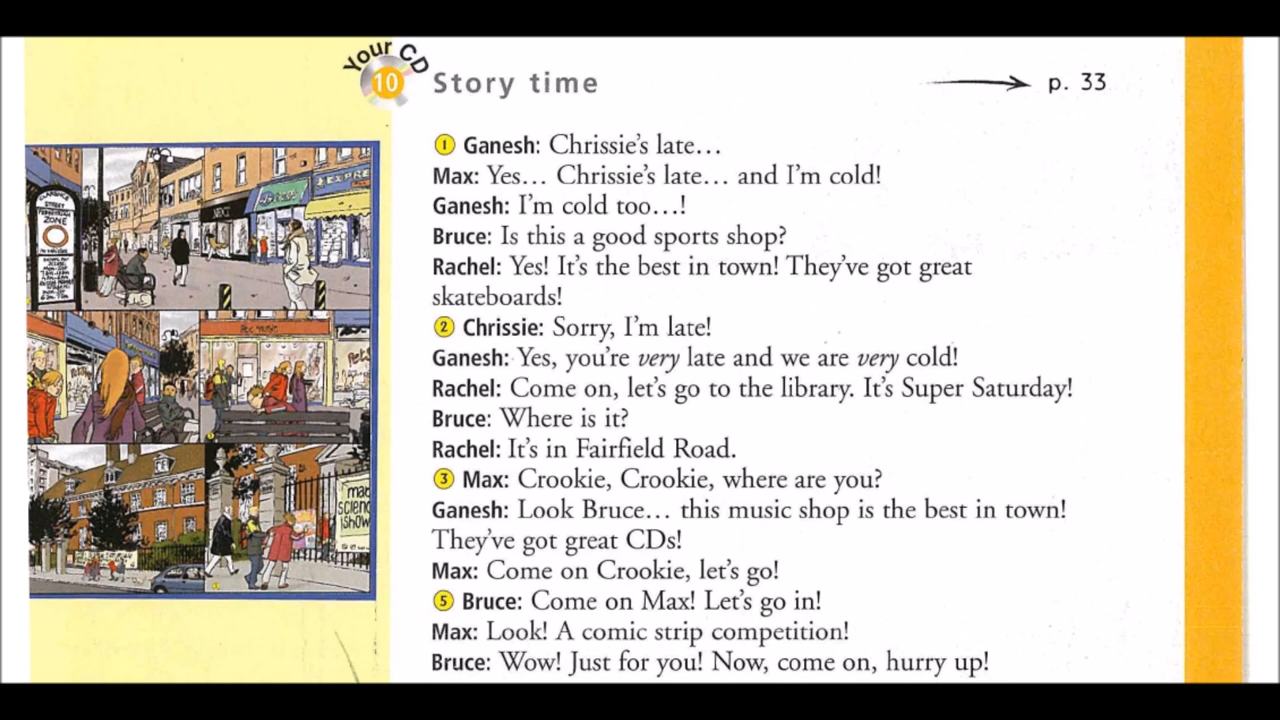 Your CD
10
Story time
p. 33
1 Ganesh: Chrissie's late...
Max: Yes... Chrissie's late... and I'm cold!
Ganesh: I'm cold too...!
Bruce: Is this a good sports shop?
Rachel: Yes! It's the best in town! They've got great
skateboards!
2 Chrissie: Sorry, I'm late!
Ganesh: Yes, you're very late and we are very cold!
Rachel: Come on, let's go to the library. It's Super Saturday!
Bruce: Where is it?
Rachel: It's in Fairfield Road.
3 Max: Crookie, Crookie, where are you?
Ganesh: Look Bruce... this music shop is the best in town!
They've got great CDs!
Max: Come on Crookie, let's go!
5 Bruce: Come on Max! Let's go in!
Max: Look! A comic strip competition!
Bruce: Wow! Just for you! Now, come on, hurry up!
STREET
ZONE
NEXT
mad
scienc
show